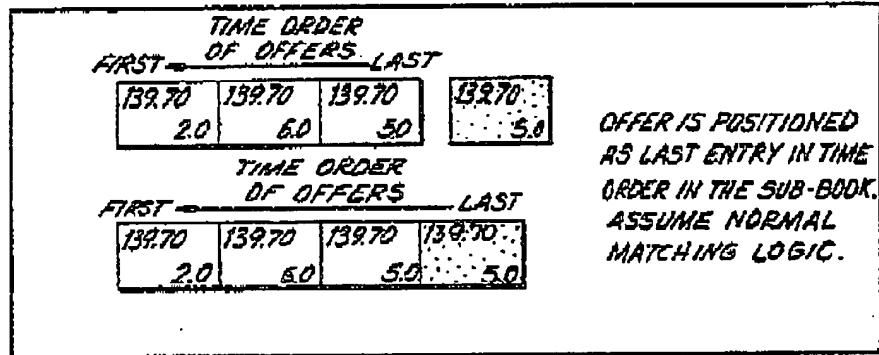 TIME ORDER
OF OFFERS
FIRST LAST
139.70 139.70 139.70 139.70
2.0 6.0 5.0 5.0
TIME ORDER
OF OFFERS
FIRST LAST
139.70 139.70 139.70 139.70
2.0 6.0 5.0 5.0
OFFER IS POSITIONED
AS LAST ENTRY IN TIME
ORDER IN THE SUB-BOOK.
ASSUME NORMAL
MATCHING LOGIC.